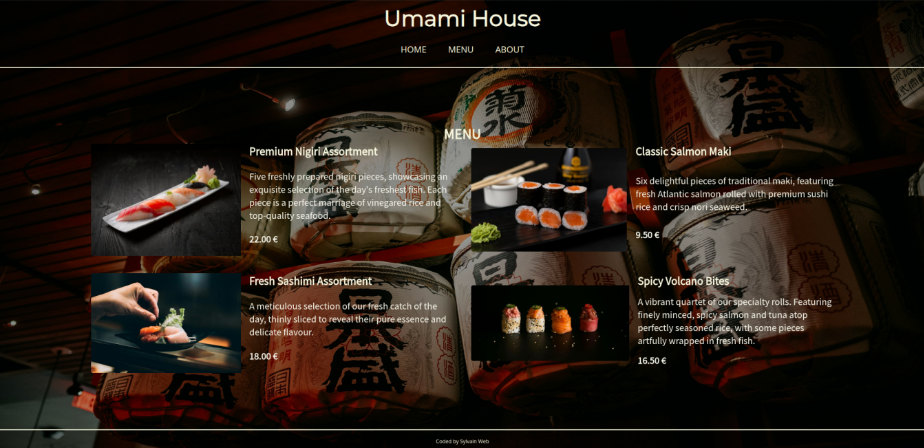 Umami House
HOME MENU ABOUT
MENU
Premium Nigiri Assortment
Five freshly prepared nigiri pieces, showcasing an
exquisite selection of the day's freshest fish. Each
piece is a perfect marriage of vinegared rice and
top-quality seafood.
22.00 €
Classic Salmon Maki
Six delightful pieces of traditional maki, featuring
fresh Atlantic salmon rolled with premium sushi
rice and crisp nori seaweed.
9.50 €
Fresh Sashimi Assortment
A meticulous selection of our fresh catch of the
day, thinly sliced to reveal their pure essence and
delicate flavour.
18.00 €
Spicy Volcano Bites
A vibrant quartet of our specialty rolls. Featuring
finely minced, spicy salmon and tuna atop
perfectly seasoned rice, with some pieces
artfully wrapped in fresh fish.
16.50 €
菊水
Coded by Sylvain Web